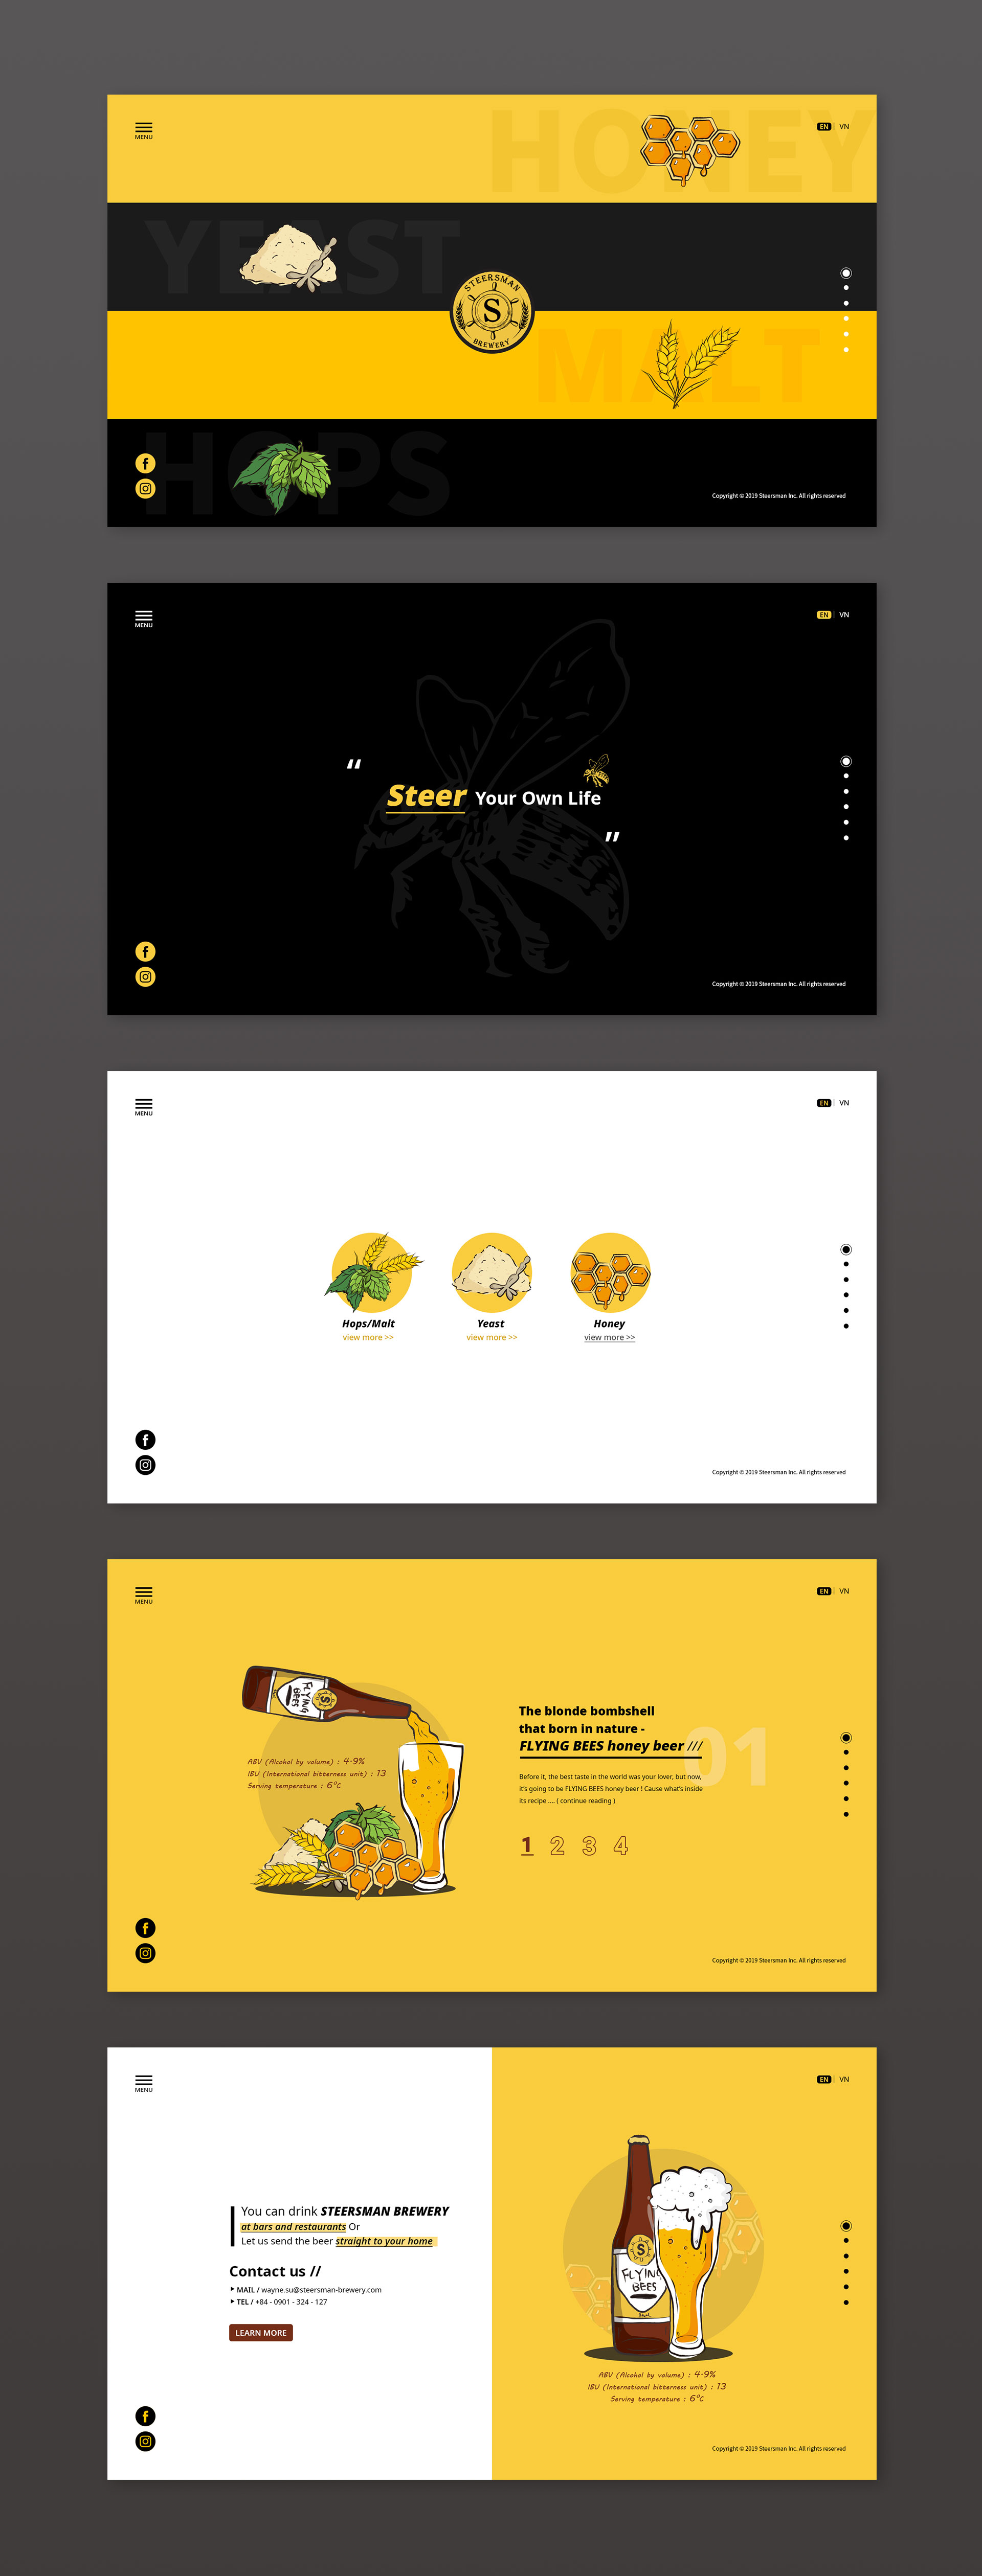 MENU
HONEY
EN | VN
YEAST
STEERSMAN
S
BREWERY
MALT
HOPS
Copyright © 2019 Steersman Inc. All rights reserved
MENU
EN | VN
“
Steer Your Own Life
”
Copyright © 2019 Steersman Inc. All rights reserved
MENU
EN | VN
Hops/Malt
view more >>
Yeast
view more >>
Honey
view more >>
Copyright © 2019 Steersman Inc. All rights reserved
MENU
EN | VN
FLYING
BEES
S
ABV (Alcohol by volume) : 4.9%
IBU (International bitterness unit) : 13
Serving temperature : 6°C
01
The blonde bombshell
that born in nature -
FLYING BEES honey beer ///
Before it, the best taste in the world was your lover, but now,
it's going to be FLYING BEES honey beer ! Cause what's inside
its recipe .... ( continue reading )
1 2 3 4
Copyright © 2019 Steersman Inc. All rights reserved
MENU
EN | VN
You can drink STEERSMAN BREWERY
at bars and restaurants Or
Let us send the beer straight to your home
Contact us //
MAIL / wayne.su@steersman-brewery.com
TEL / +84 - 0901 - 324 - 127
LEARN MORE
S
FLYING
BEES
ABV (Alcohol by volume) : 4.9%
IBU (International bitterness unit) : 13
Serving temperature : 6°C
Copyright © 2019 Steersman Inc. All rights reserved